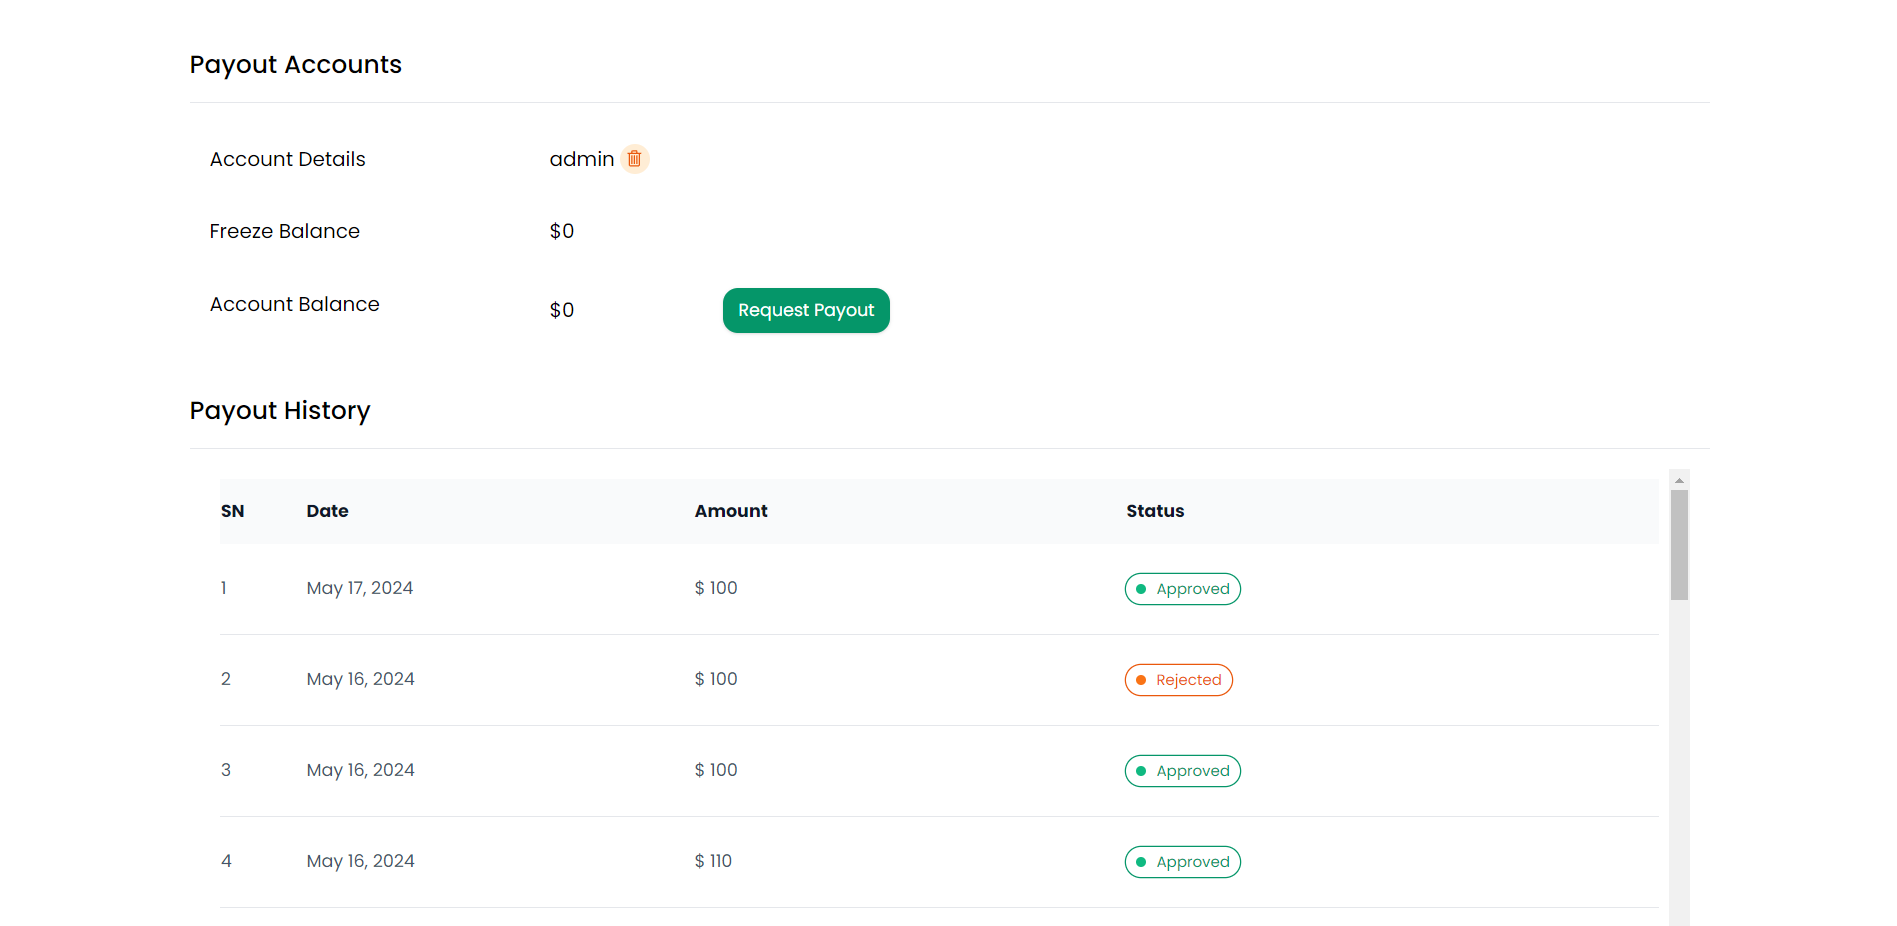 Payout Accounts
Account Details admin
Freeze Balance $0
Account Balance $0 Request Payout
Payout History
SN Date Amount Status
1 May 17, 2024 $ 100 Approved
2 May 16, 2024 $ 100 Rejected
3 May 16, 2024 $ 100 Approved
4 May 16, 2024 $ 110 Approved